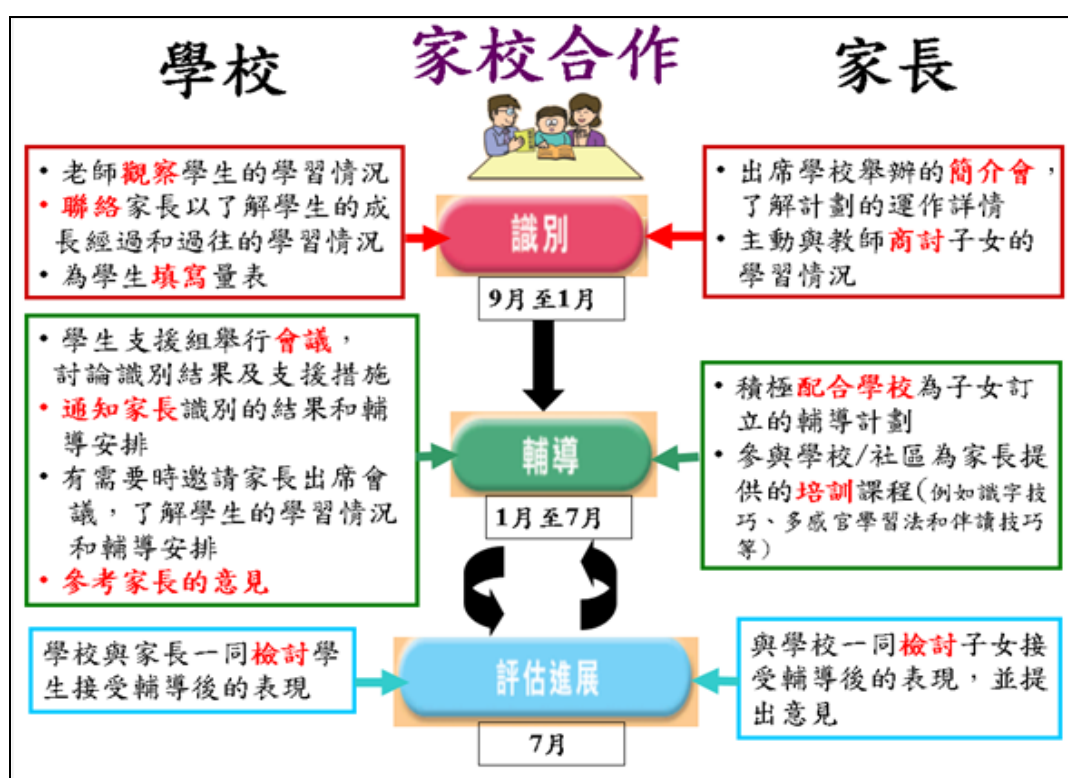 學校
家校合作
家長
• 老師觀察學生的學習情況
• 聯絡家長以了解學生的成
長經過和過往的學習情況
• 為學生填寫量表
識別
9月至1月
• 出席學校舉辦的簡介會，
了解計劃的運作詳情
• 主動與教師商討子女的
學習情況
• 學生支援組舉行會議，
討論識別結果及支援措施
• 通知家長識別的結果和輔
導安排
• 有需要時邀請家長出席會
議，了解學生的學習情況
和輔導安排
• 參考家長的意見
輔導
1月至7月
• 積極配合學校為子女訂
立的輔導計劃
• 參與學校/社區為家長提
供的培訓課程(例如識字技
巧、多感官學習法和伴讀技巧
等)
學校與家長一同檢討學
生接受輔導後的表現
評估進展
7月
與學校一同檢討子女接
受輔導後的表現，並提
出意見